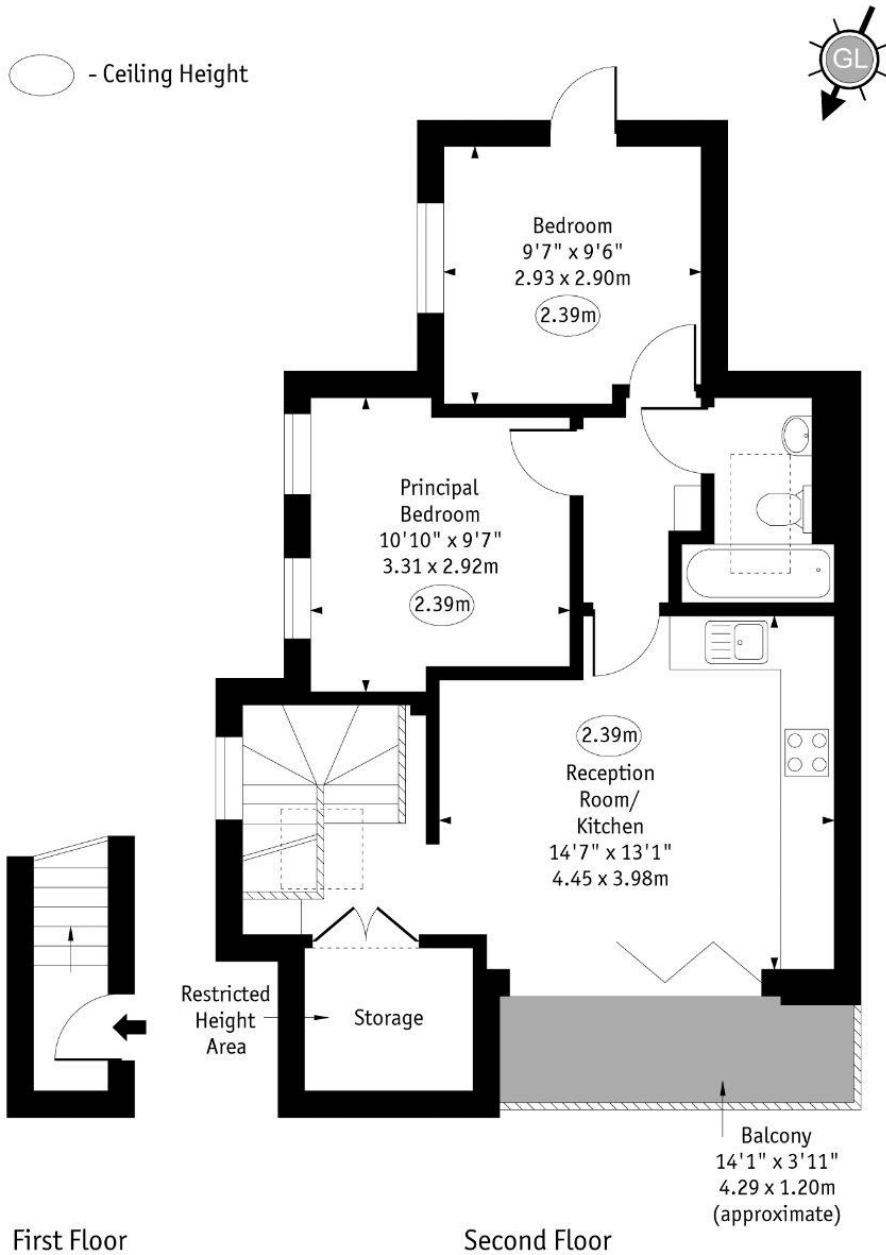 - Ceiling Height
GL
Bedroom
9'7" x 9'6"
2.93 x 2.90m
2.39m
Principal
Bedroom
10'10" x 9'7"
3.31 x 2.92m
2.39m
2.39m
Reception
Room/
Kitchen
14'7" x 13'1"
4.45 x 3.98m
Restricted
Height
Area
Storage
Balcony
14'1" x 3'11"
4.29 x 1.20m
(approximate)
First Floor
Second Floor